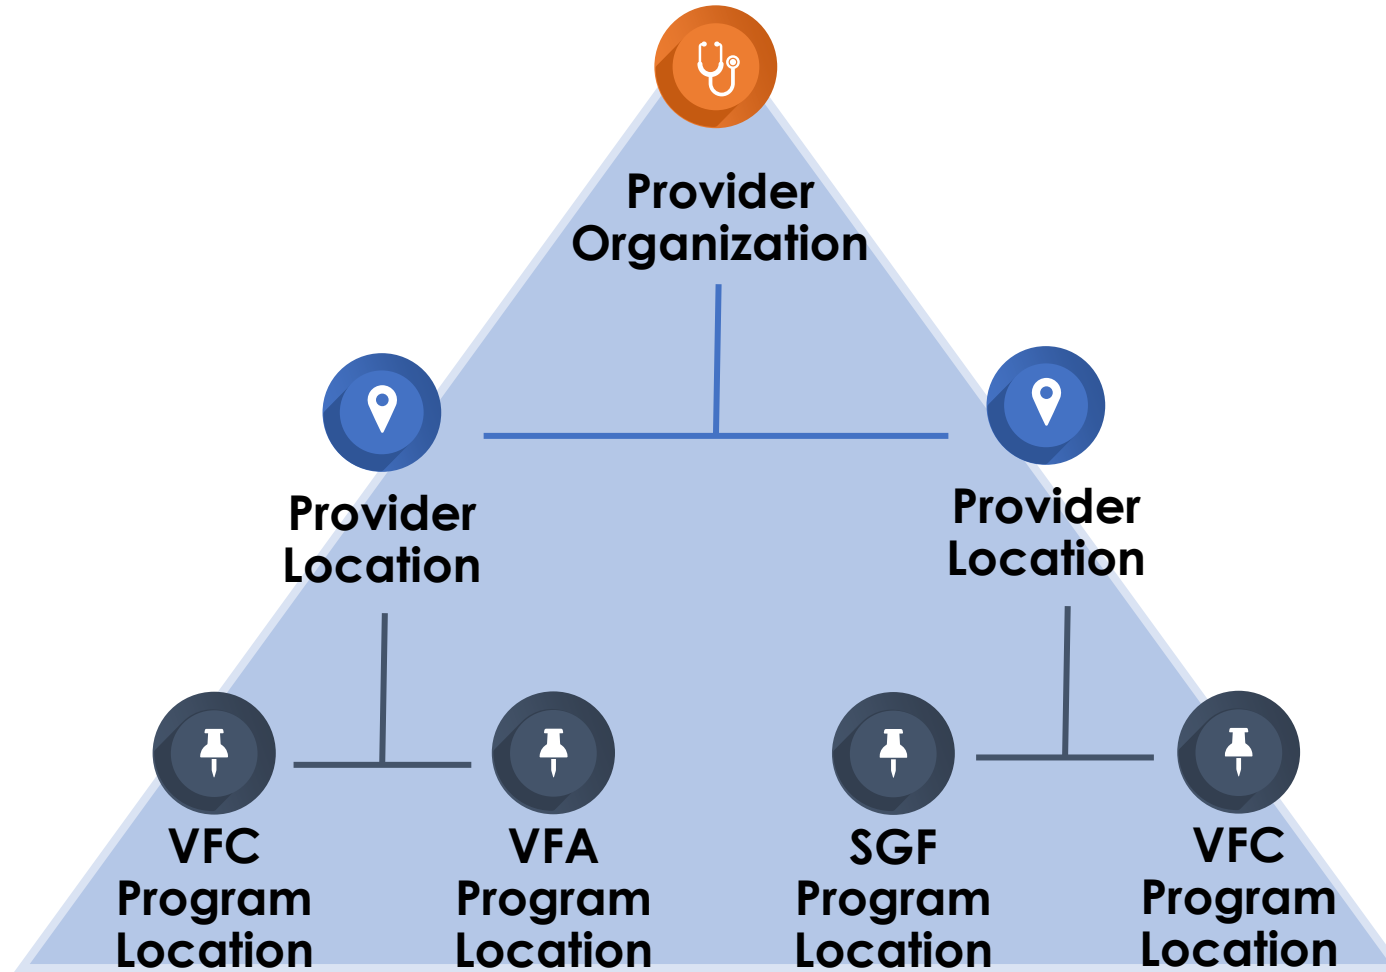 Provider
Organization
Provider
Location
Provider
Location
VFC
Program
Location
VFA
Program
Location
SGF
Program
Location
VFC
Program
Location